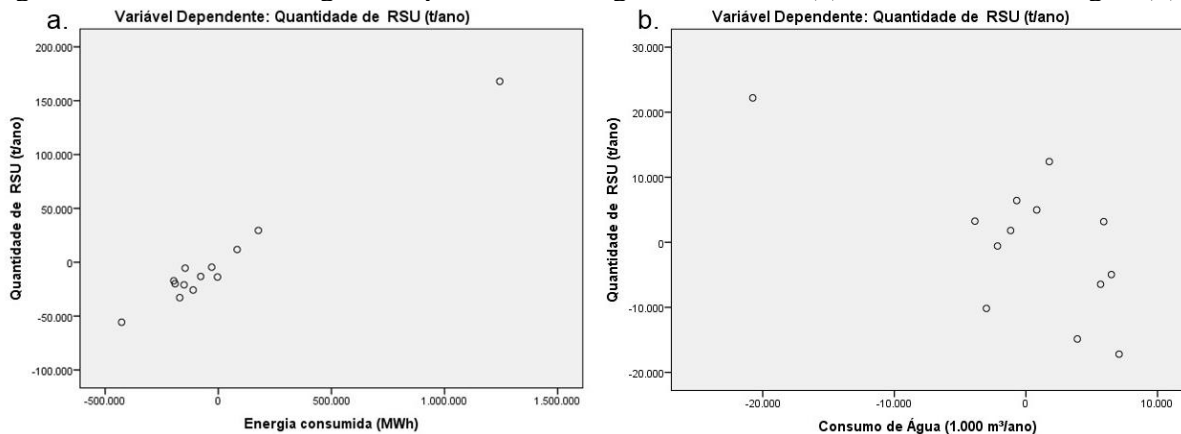 a.
Variável Dependente: Quantidade de RSU (t/ano)
200.000
150.000
100.000
50.000
0
-50.000
-100.000
Quantidade de RSU (t/ano)
-500.000 0 500.000 1.000.000 1.500.000
Energia consumida (MWh)
b.
Variável Dependente: Quantidade de RSU (t/ano)
30.000
20.000
10.000
0
-10.000
-20.000
Quantidade de RSU (t/ano)
-20.000 -10.000 0 10.000
Consumo de Água (1.000 m³/ano)